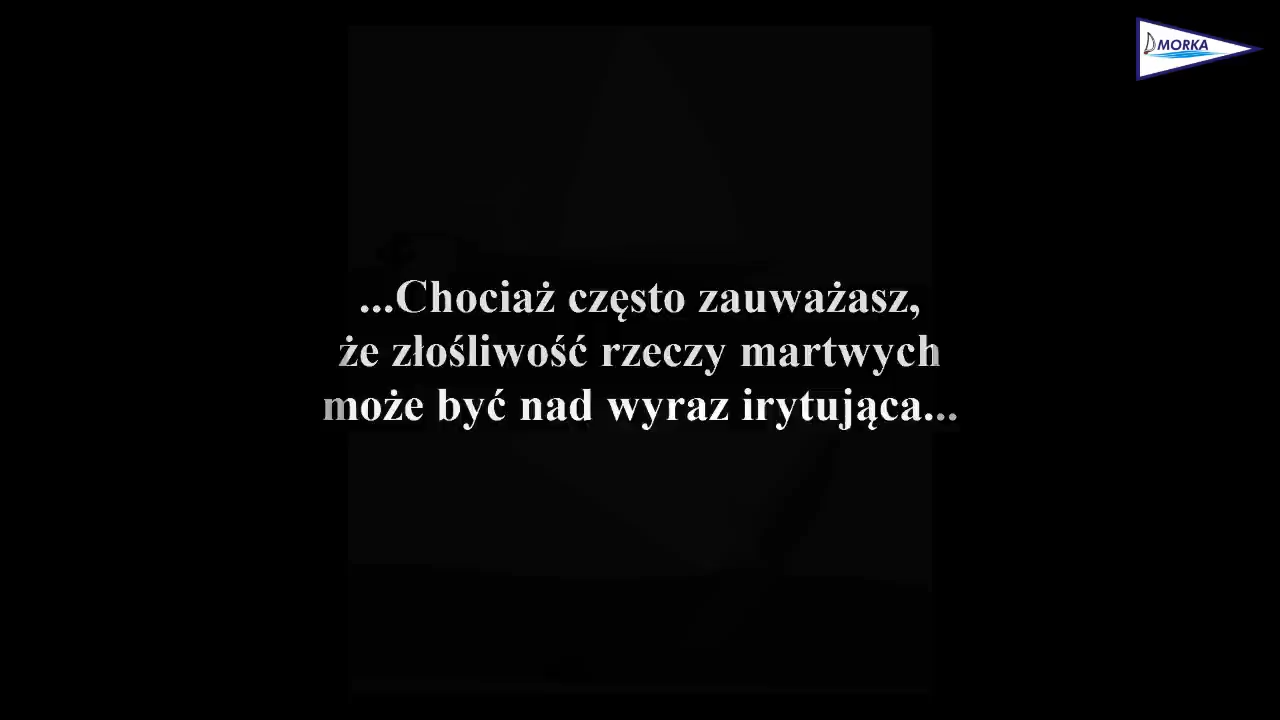 MORKA
...Chociaż często zauważasz,
że złośliwość rzeczy martwych
może być nad wyraz irytująca...